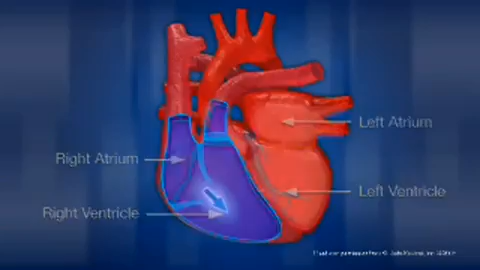 Left Atrium
Right Atrium
Left Ventricle
Right Ventricle